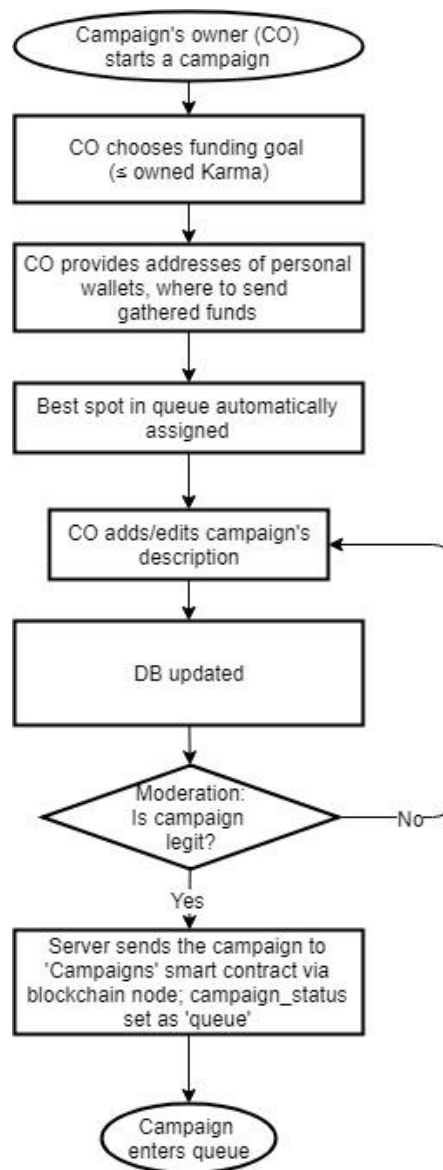 Campaign's owner (CO)
starts a campaign
CO chooses funding goal
(≤ owned Karma)
CO provides addresses of personal
wallets, where to send
gathered funds
Best spot in queue automatically
assigned
CO adds/edits campaign's
description
DB updated
Moderation:
Is campaign
legit?
No
Yes
Server sends the campaign to
'Campaigns' smart contract via
blockchain node; campaign_status
set as 'queue'
Campaign
enters queue